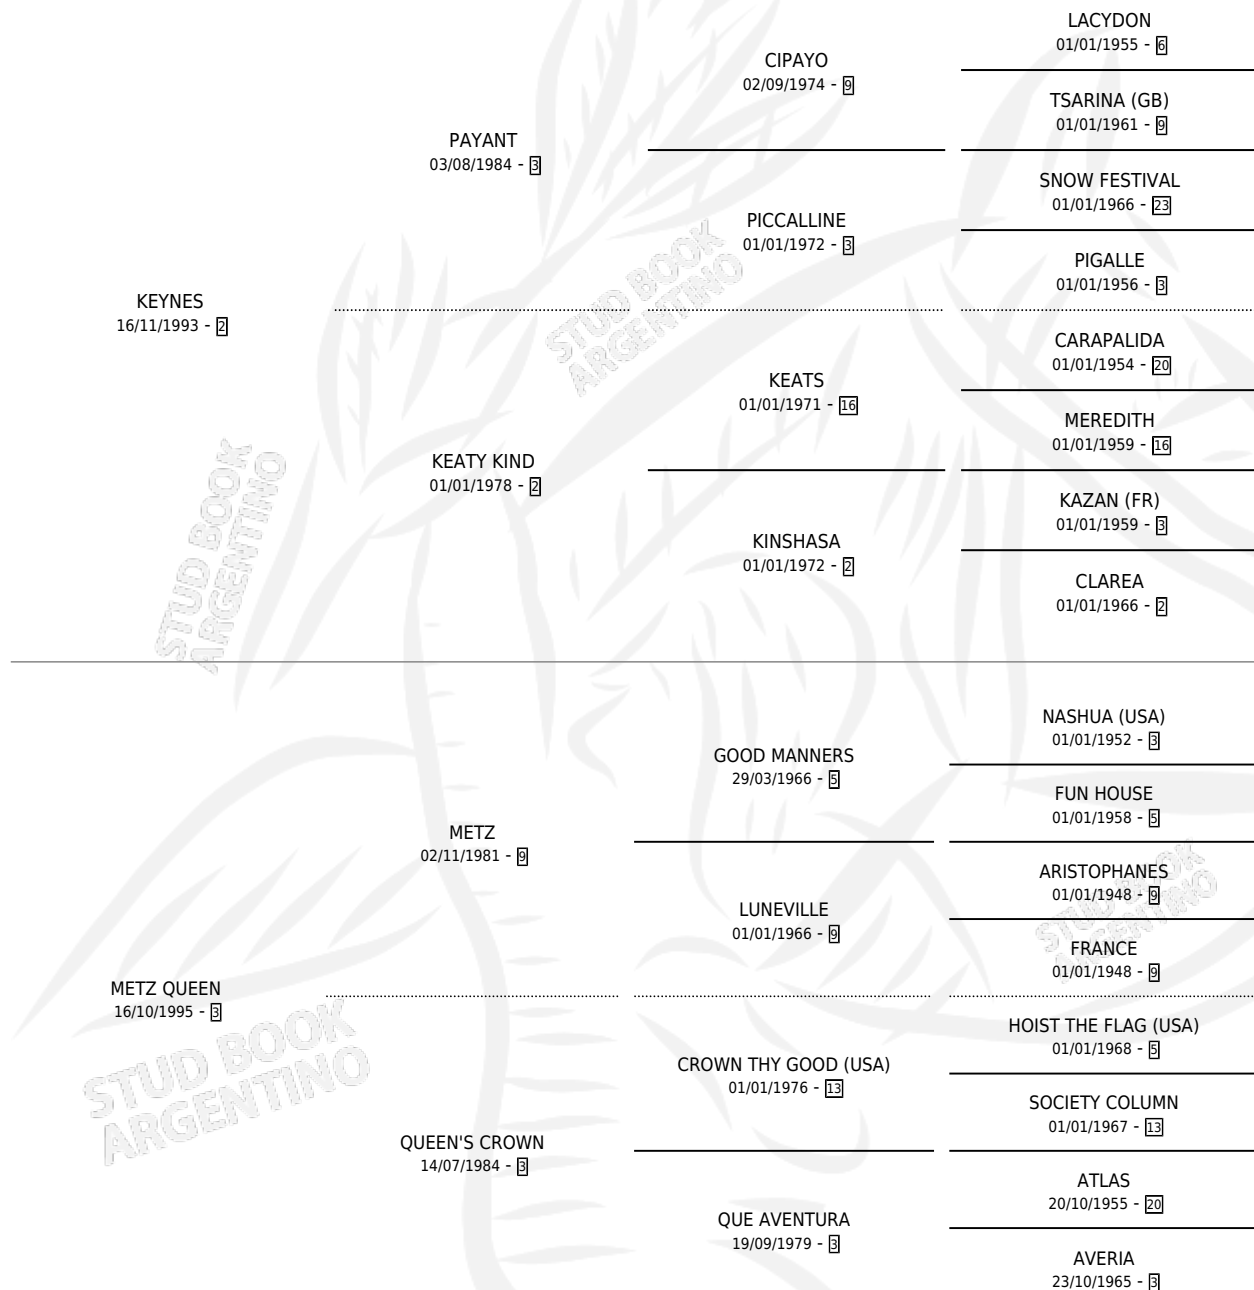 LACYDON
01/01/1955 - 6
CIPAYO
02/09/1974 - 9
TSARINA (GB)
01/01/1961 - 9
PAYANT
03/08/1984 - 3
SNOW FESTIVAL
01/01/1966 - 23
PICCALLINE
01/01/1972 - 3
PIGALLE
01/01/1956 - 3
KEYNES
16/11/1993 - 2
STUD BOOK
ARGENTINO
CARAPALIDA
01/01/1954 - 20
KEATS
01/01/1971 - 16
MEREDITH
01/01/1959 - 16
KEATY KIND
01/01/1978 - 2
KAZAN (FR)
01/01/1959 - 3
KINSHASA
01/01/1972 - 2
CLAREA
01/01/1966 - 2
STUD BOOK
ARGENTINO
NASHUA (USA)
01/01/1952 - 3
GOOD MANNERS
29/03/1966 - 5
FUN HOUSE
01/01/1958 - 5
METZ
02/11/1981 - 9
ARISTOPHANES
01/01/1948 - 9
LUNEVILLE
01/01/1966 - 9
STUD BOOK
ARGENTINO
FRANCE
01/01/1948 - 9
METZ QUEEN
16/10/1995 - 3
HOIST THE FLAG (USA)
01/01/1968 - 5
CROWN THY GOOD (USA)
01/01/1976 - 13
STUD BOOK
ARGENTINO
SOCIETY COLUMN
01/01/1967 - 13
QUEEN'S CROWN
14/07/1984 - 3
ATLAS
20/10/1955 - 20
QUE AVENTURA
19/09/1979 - 3
AVERIA
23/10/1965 - 3